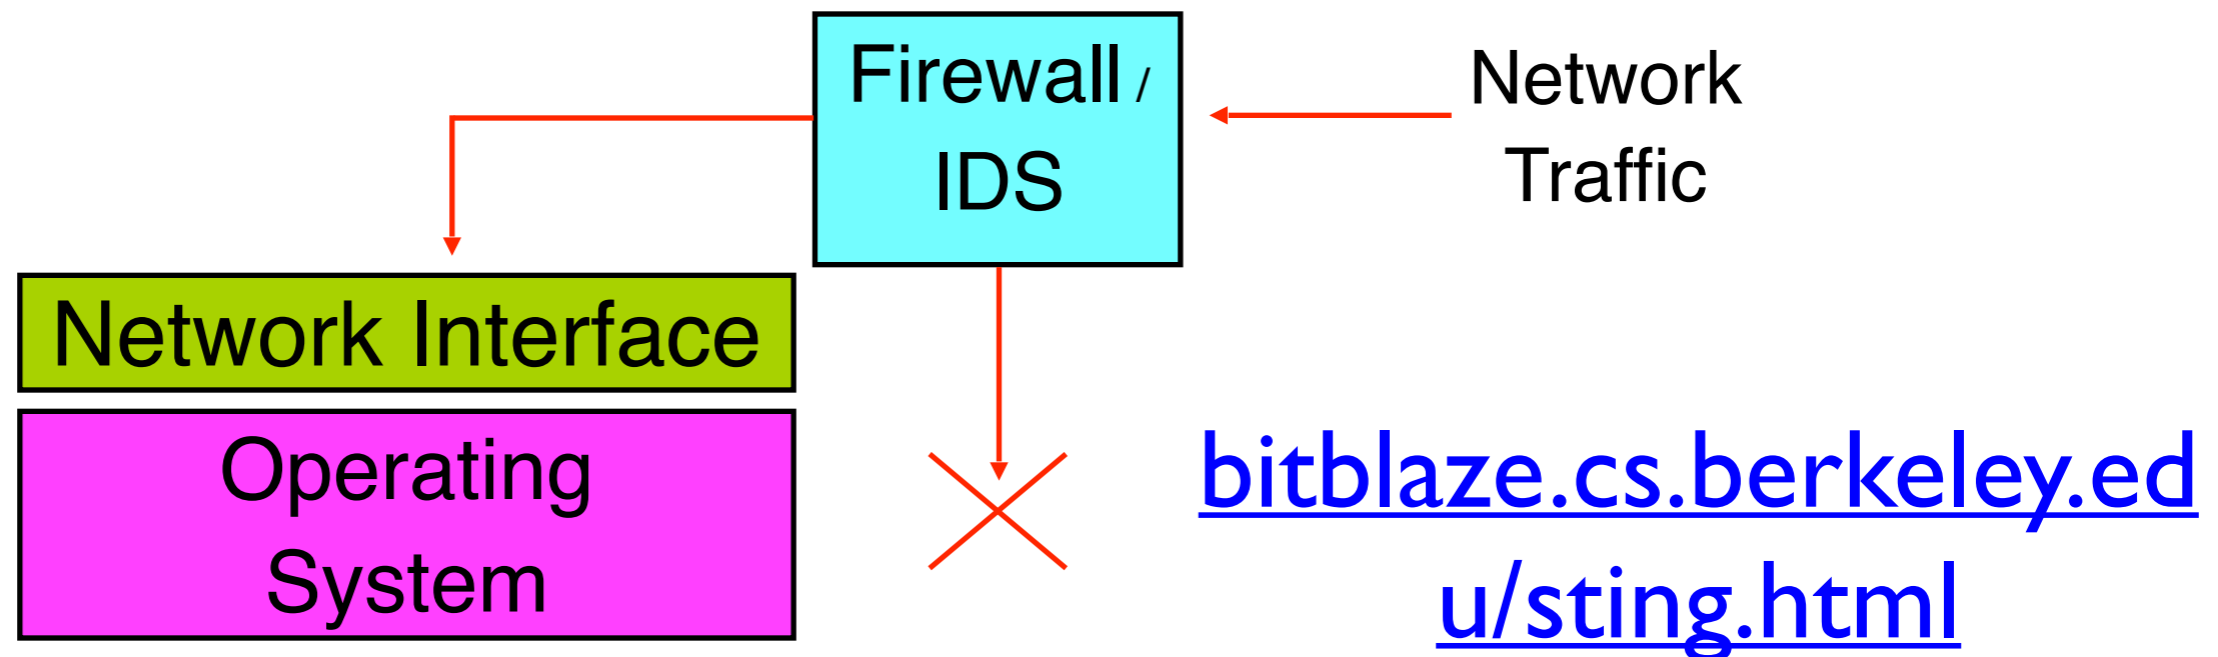 Firewall /
IDS
Network
Traffic
Network Interface
Operating
System
bitblaze.cs.berkeley.ed
u/sting.html